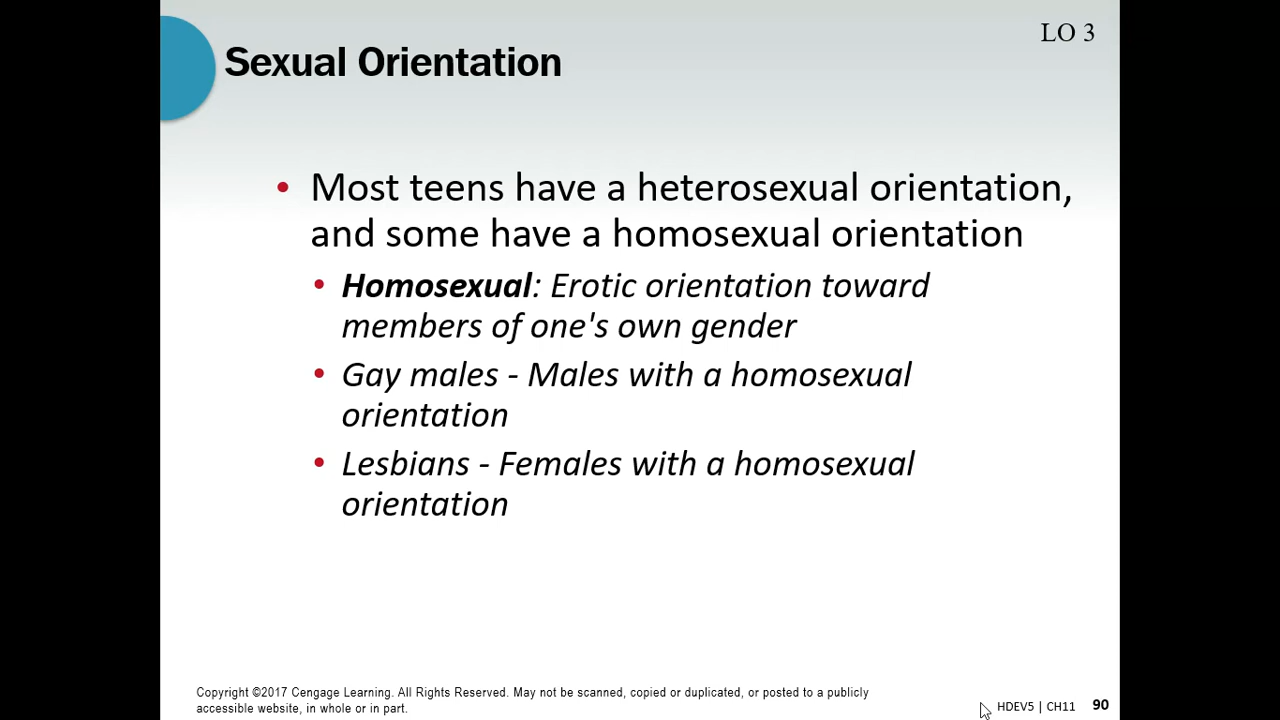 LO 3
Sexual Orientation
• Most teens have a heterosexual orientation,
and some have a homosexual orientation
• Homosexual: Erotic orientation toward
members of one's own gender
• Gay males - Males with a homosexual
orientation
• Lesbians - Females with a homosexual
orientation
Copyright ©2017 Cengage Learning. All Rights Reserved. May not be scanned, copied or duplicated, or posted to a publicly
accessible website, in whole or in part.
HDEV5 | CH11 90